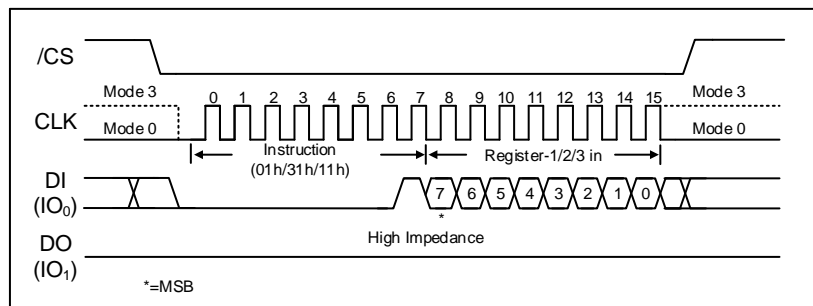 /CS
Mode 3 0 1 2 3 4 5 6 7 8 9 10 11 12 13 14 15 Mode 3
CLK Mode 0 Mode 0
Instruction
(01h/31h/11h)
Register-1/2/3 in
DI
(IO0)
7 6 5 4 3 2 1 0
*
High Impedance
DO
(IO1)
*=MSB